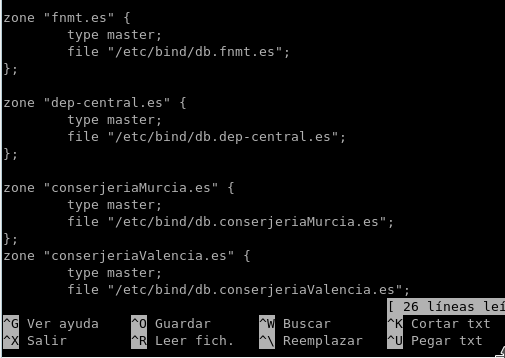 zone "fnmt.es" {
type master;
file "/etc/bind/db.fnmt.es";
};
zone "dep-central.es" {
type master;
file "/etc/bind/db.dep-central.es";
};
zone "conserjeriaMurcia.es" {
type master;
file "/etc/bind/db.conserjeriaMurcia.es";
};
zone "conserjeriaValencia.es" {
type master;
file "/etc/bind/db.conserjeriaValencia.es";
[ 26 líneas leí
^G Ver ayuda ^O Guardar ^W Buscar ^K Cortar txt
^X Salir ^R Leer fich. ^\ Reemplazar ^U Pegar txt